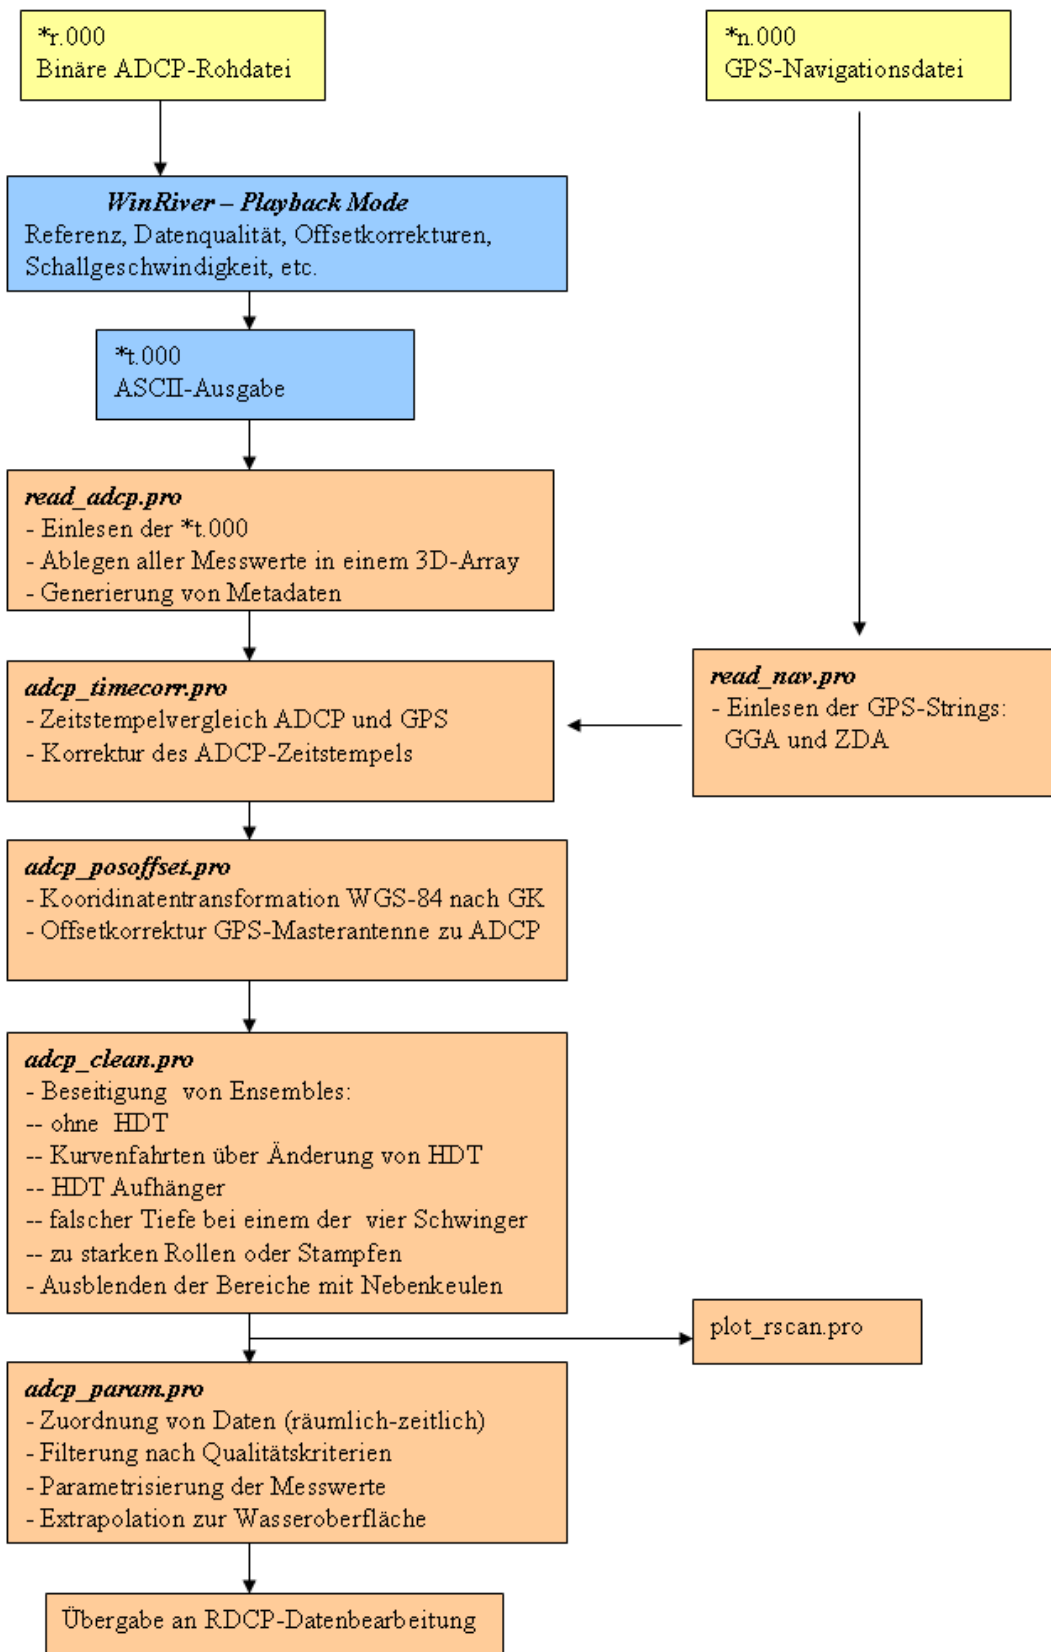 *r.000
Binäre ADCP-Rohdatei
*n.000
GPS-Navigationsdatei
WinRiver – Playback Mode
Referenz, Datenqualität, Offsetkorrekturen,
Schallgeschwindigkeit, etc.
*t.000
ASCII-Ausgabe
read_adcp.pro
- Einlesen der *t.000
- Ablegen aller Messwerte in einem 3D-Array
- Generierung von Metadaten
adcp_timecorr.pro
- Zeitstempelvergleich ADCP und GPS
- Korrektur des ADCP-Zeitstempels
read_nav.pro
- Einlesen der GPS-Strings:
GGA und ZDA
adcp_posoffset.pro
- Kooridinatentransformation WGS-84 nach GK
- Offsetkorrektur GPS-Masterantenne zu ADCP
adcp_clean.pro
- Beseitigung von Ensembles:
-- ohne HDT
-- Kurvenfahrten über Änderung von HDT
-- HDT Aufhänger
-- falscher Tiefe bei einem der vier Schwinger
-- zu starken Rollen oder Stampfen
- Ausblenden der Bereiche mit Nebenkeulen
plot_rscan.pro
adcp_param.pro
- Zuordnung von Daten (räumlich-zeitlich)
- Filterung nach Qualitätskriterien
- Parametrisierung der Messwerte
- Extrapolation zur Wasseroberfläche
Übergabe an RDCP-Datenbearbeitung